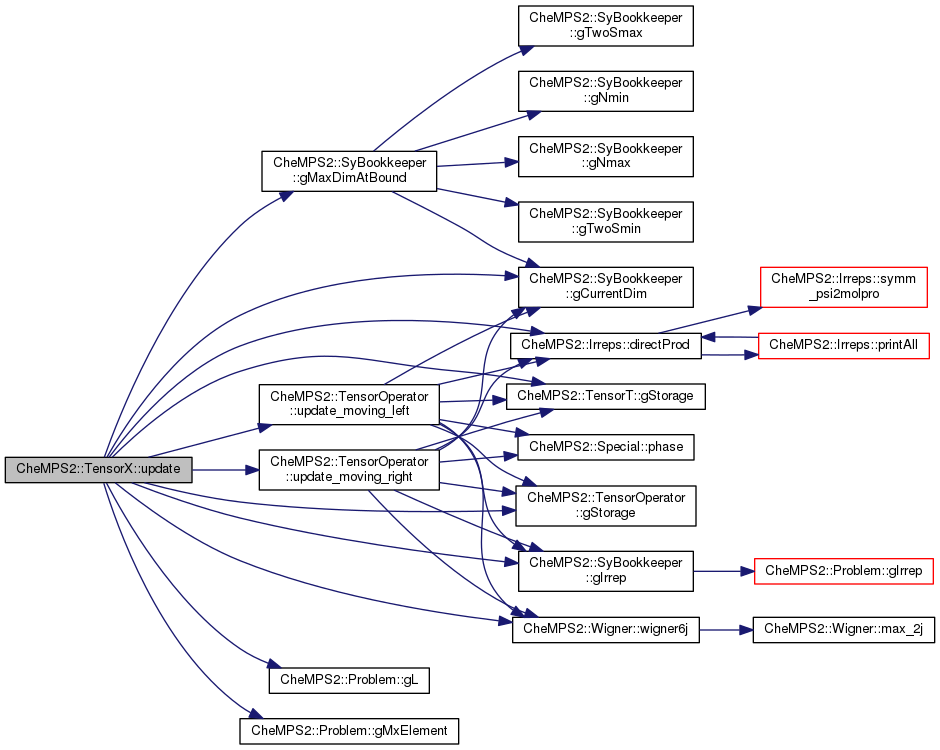 CheMPS2::TensorX::update
CheMPS2::SyBookkeeper
::gMaxDimAtBound
CheMPS2::TensorOperator
::update_moving_left
CheMPS2::TensorOperator
::update_moving_right
CheMPS2::Problem::gL
CheMPS2::Problem::gMxElement
CheMPS2::SyBookkeeper
::gTwoSmax
CheMPS2::SyBookkeeper
::gNmin
CheMPS2::SyBookkeeper
::gNmax
CheMPS2::SyBookkeeper
::gTwoSmin
CheMPS2::SyBookkeeper
::gCurrentDim
CheMPS2::Irreps::directProd
CheMPS2::TensorT::gStorage
CheMPS2::Special::phase
CheMPS2::TensorOperator
::gStorage
CheMPS2::SyBookkeeper
::gIrrep
CheMPS2::Wigner::wigner6j
CheMPS2::Irreps::symm
_psi2molpro
CheMPS2::Irreps::printAll
CheMPS2::Problem::gIrrep
CheMPS2::Wigner::max_2j